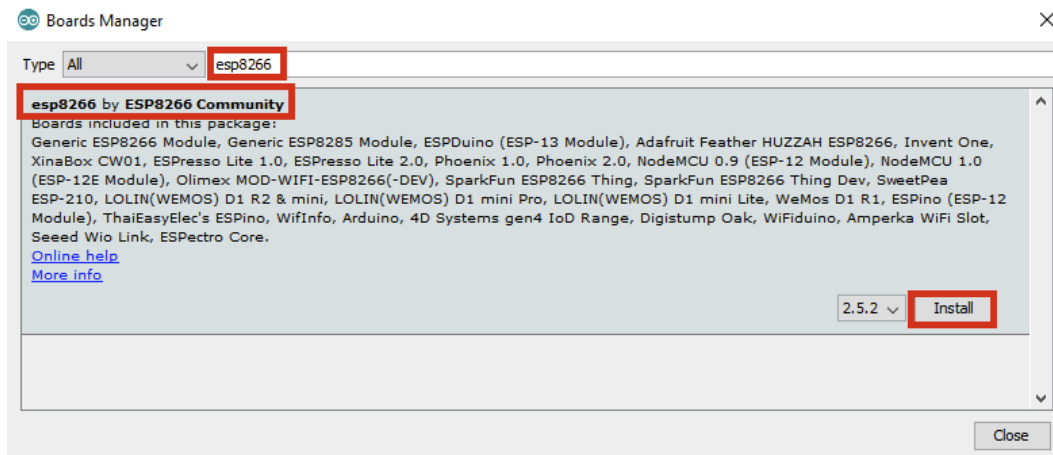 Boards Manager
Type All esp8266
esp8266 by ESP8266 Community
Boards included in this package:
Generic ESP8266 Module, Generic ESP8285 Module, ESPDuino (ESP-13 Module), Adafruit Feather HUZZAH ESP8266, Invent One,
XinaBox CW01, ESPresso Lite 1.0, ESPresso Lite 2.0, Phoenix 1.0, Phoenix 2.0, NodeMCU 0.9 (ESP-12 Module), NodeMCU 1.0
(ESP-12E Module), Olimex MOD-WIFI-ESP8266(-DEV), SparkFun ESP8266 Thing, SparkFun ESP8266 Thing Dev, SweetPea
ESP-210, LOLIN(WEMOS) D1 R2 & mini, LOLIN(WEMOS) D1 mini Pro, LOLIN(WEMOS) D1 mini Lite, WeMos D1 R1, ESPino (ESP-12
Module), ThaiEasyElec's ESPino, WifInfo, Arduino, 4D Systems gen4 IoD Range, Digistump Oak, WiFiduino, Amperka WiFi Slot,
Seeed Wio Link, ESPectro Core.
Online help
More info
2.5.2 Install
Close